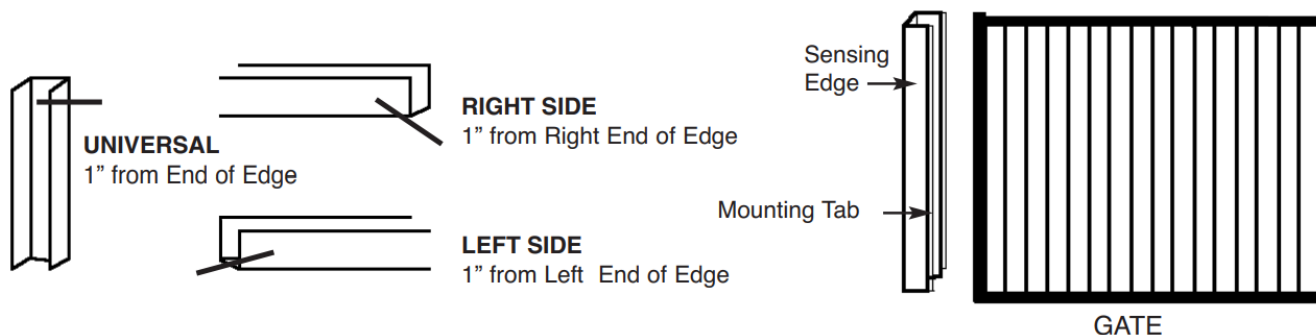 UNIVERSAL
1” from End of Edge
RIGHT SIDE
1” from Right End of Edge
LEFT SIDE
1” from Left  End of Edge
Sensing
Edge
Mounting Tab
GATE